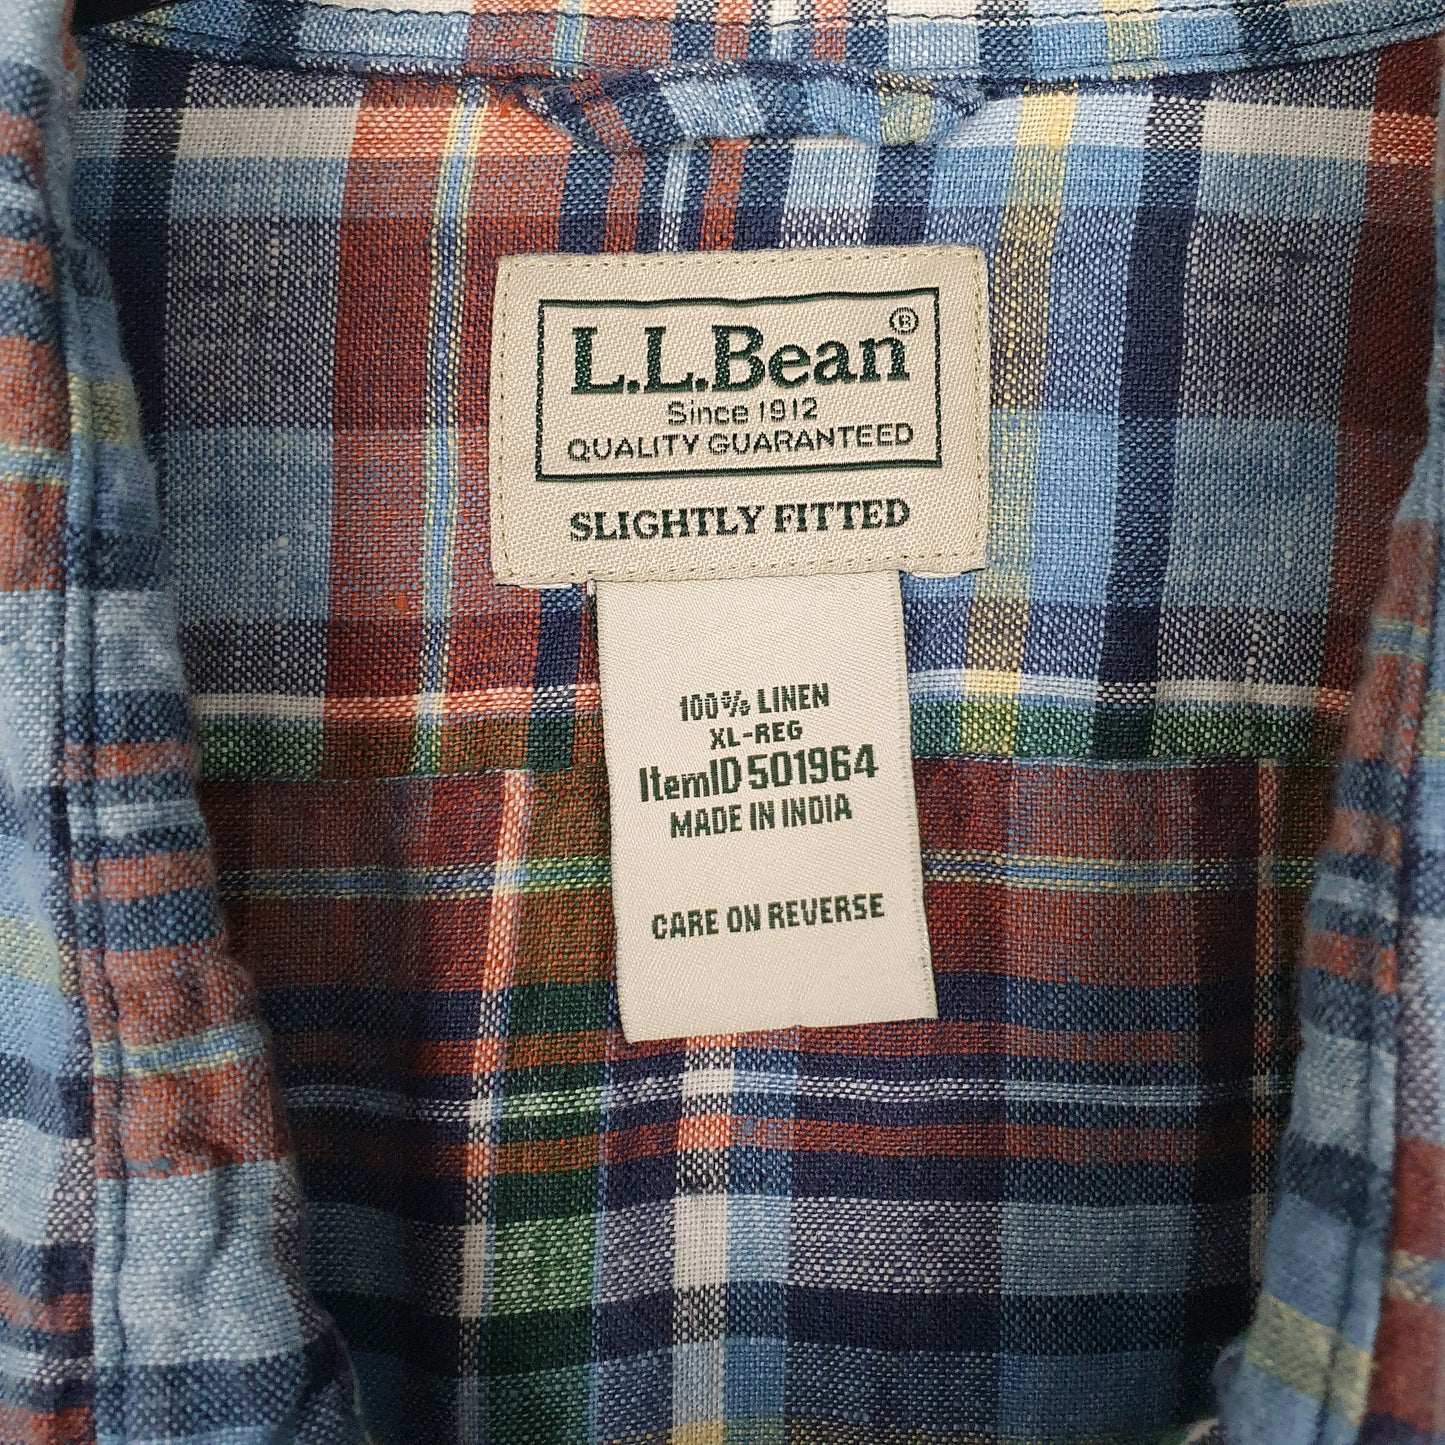 L.L.Bean®
Since 1912
QUALITY GUARANTEED
SLIGHTLY FITTED
100% LINEN
XL-REG
ItemID 501964
MADE IN INDIA
CARE ON REVERSE